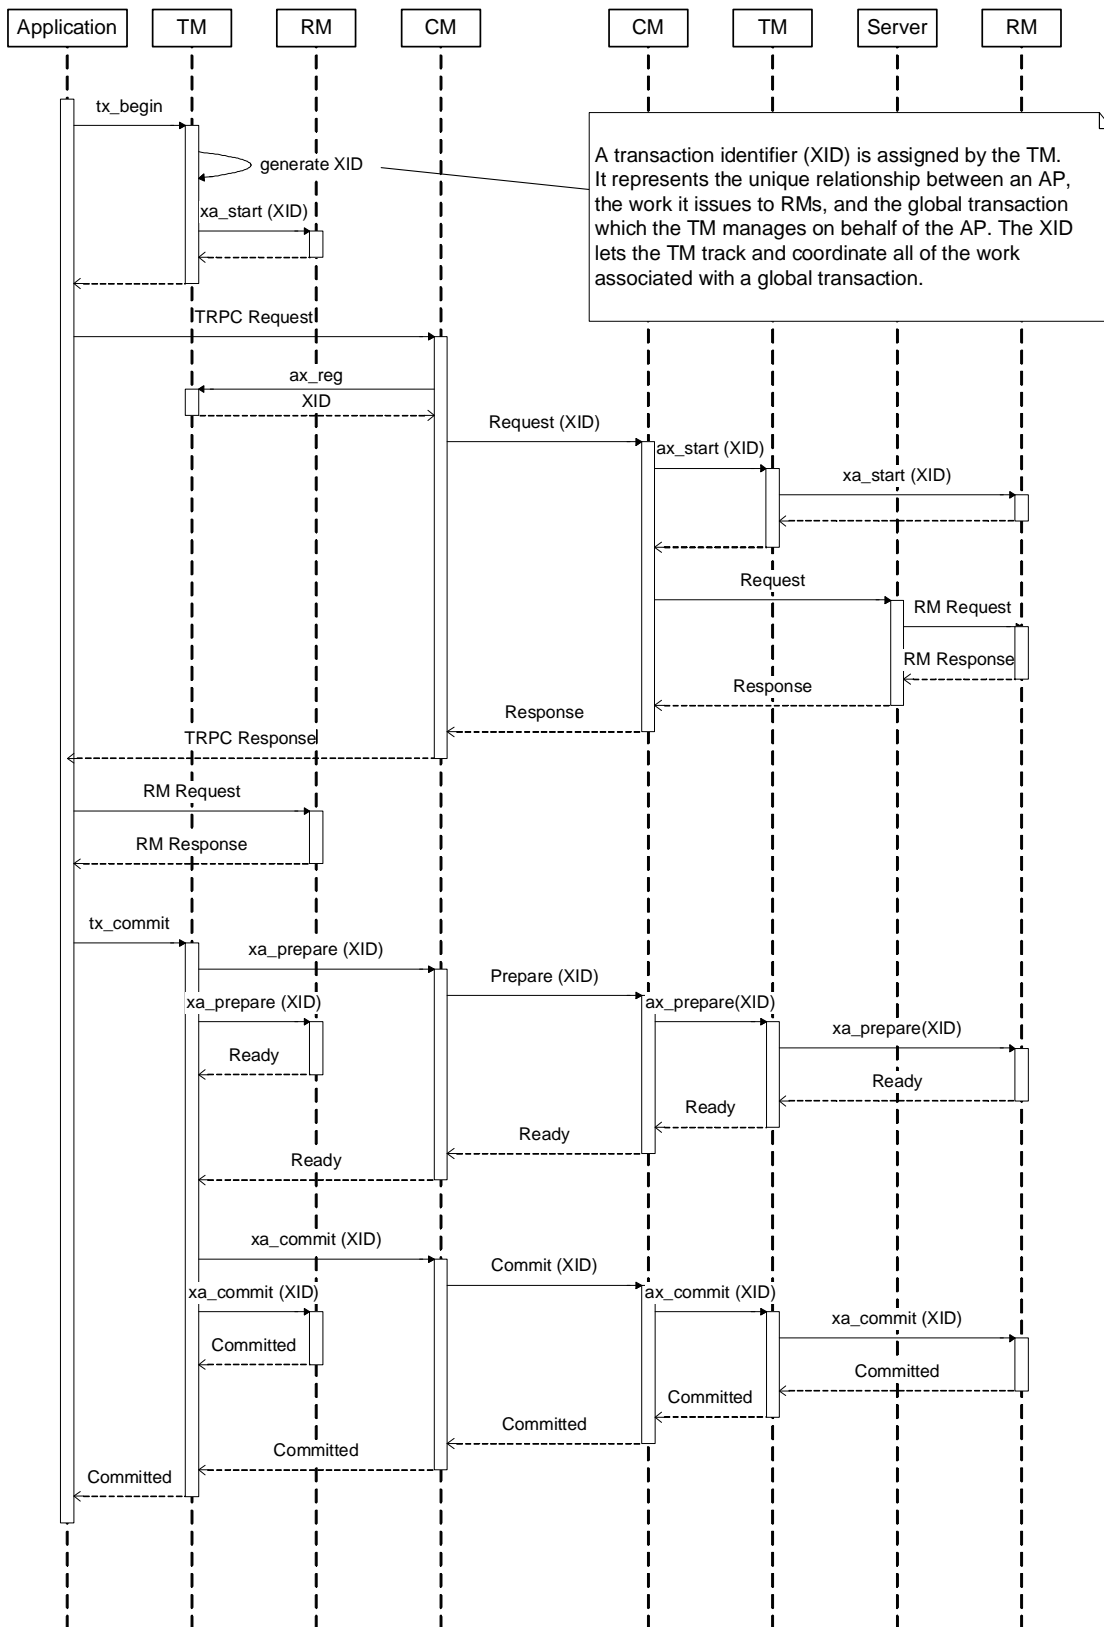 Application TM RM CM CM TM Server RM
tx_begin
A transaction identifier (XID) is assigned by the TM.
It represents the unique relationship between an AP,
the work it issues to RMs, and the global transaction
which the TM manages on behalf of the AP. The XID
lets the TM track and coordinate all of the work
associated with a global transaction.
generate XID
xa_start (XID)
TRPC Request
ax_reg
XID
Request (XID)
ax_start (XID)
xa_start (XID)
Request
RM Request
RM Response
Response
Response
TRPC Response
RM Request
RM Response
tx_commit
xa_prepare (XID)
Prepare (XID)
xa_prepare (XID)
ax_prepare(XID)
xa_prepare(XID)
Ready
Ready
Ready
Ready
Ready
xa_commit (XID)
Commit (XID)
xa_commit (XID)
ax_commit (XID)
xa_commit (XID)
Committed
Committed
Committed
Committed
Committed
Committed